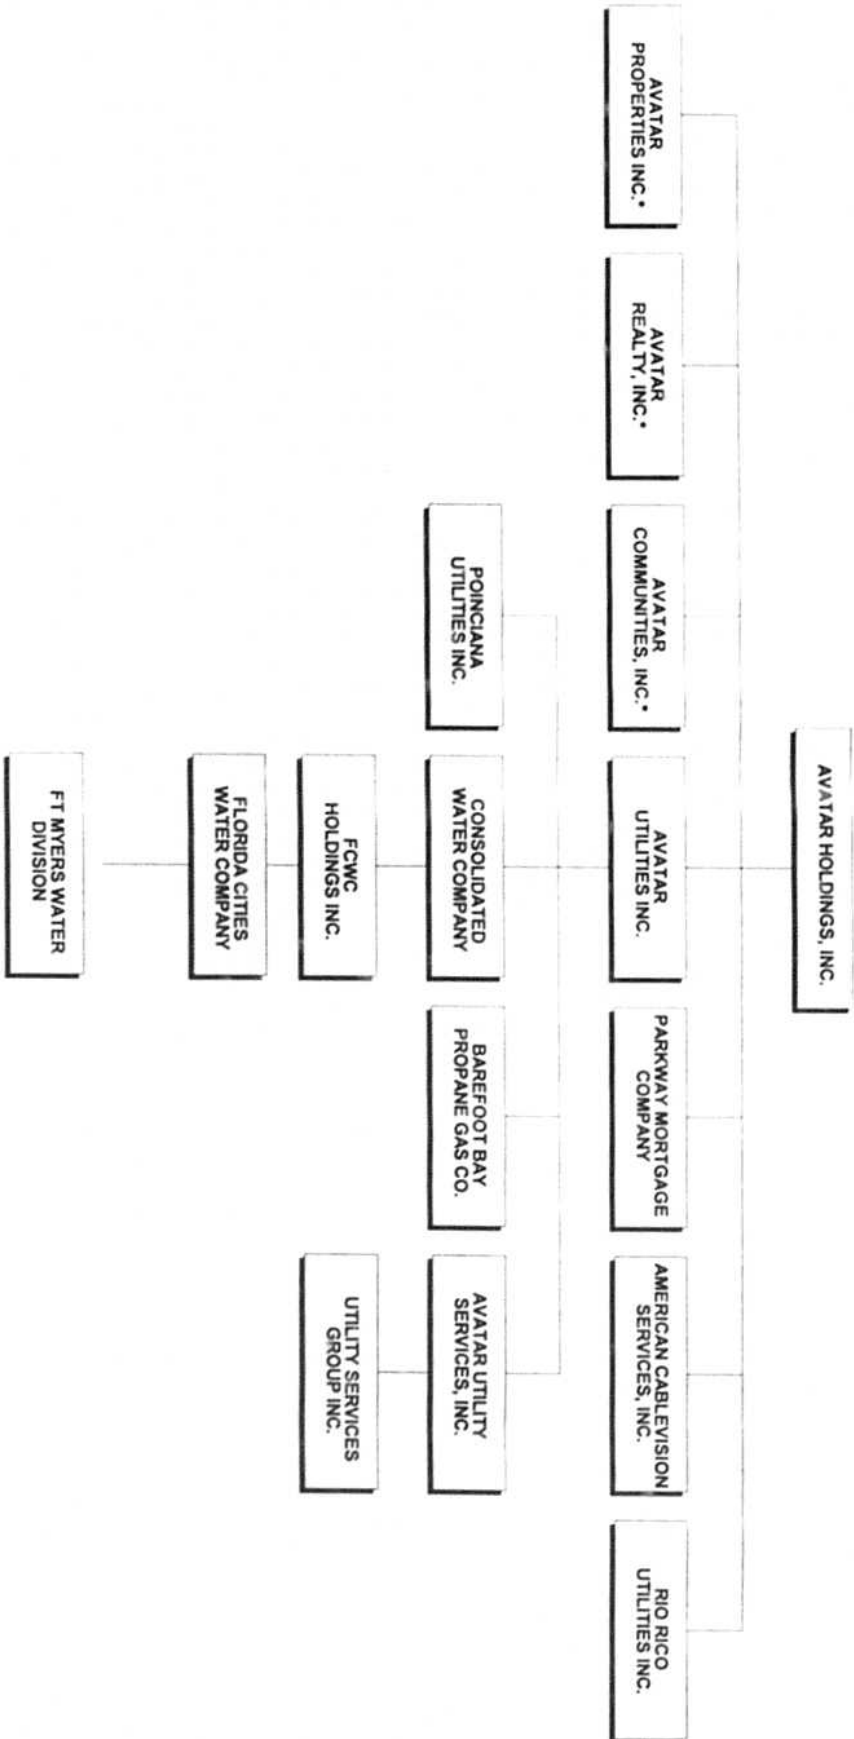 AVATAR HOLDINGS, INC.
AVATAR
PROPERTIES INC.*
AVATAR
REALTY, INC.*
AVATAR
COMMUNITIES, INC.*
AVATAR
UTILITIES INC.
PARKWAY MORTGAGE
COMPANY
AMERICAN CABLEVISION
SERVICES, INC.
RIO RICO
UTILITIES INC.
POINCIANA
UTILITIES INC.
CONSOLIDATED
WATER COMPANY
BAREFOOT BAY
PROPANE GAS CO.
AVATAR UTILITY
SERVICES, INC.
FCWC
HOLDINGS INC.
UTILITY SERVICES
GROUP INC.
FLORIDA CITIES
WATER COMPANY
FT MYERS WATER
DIVISION